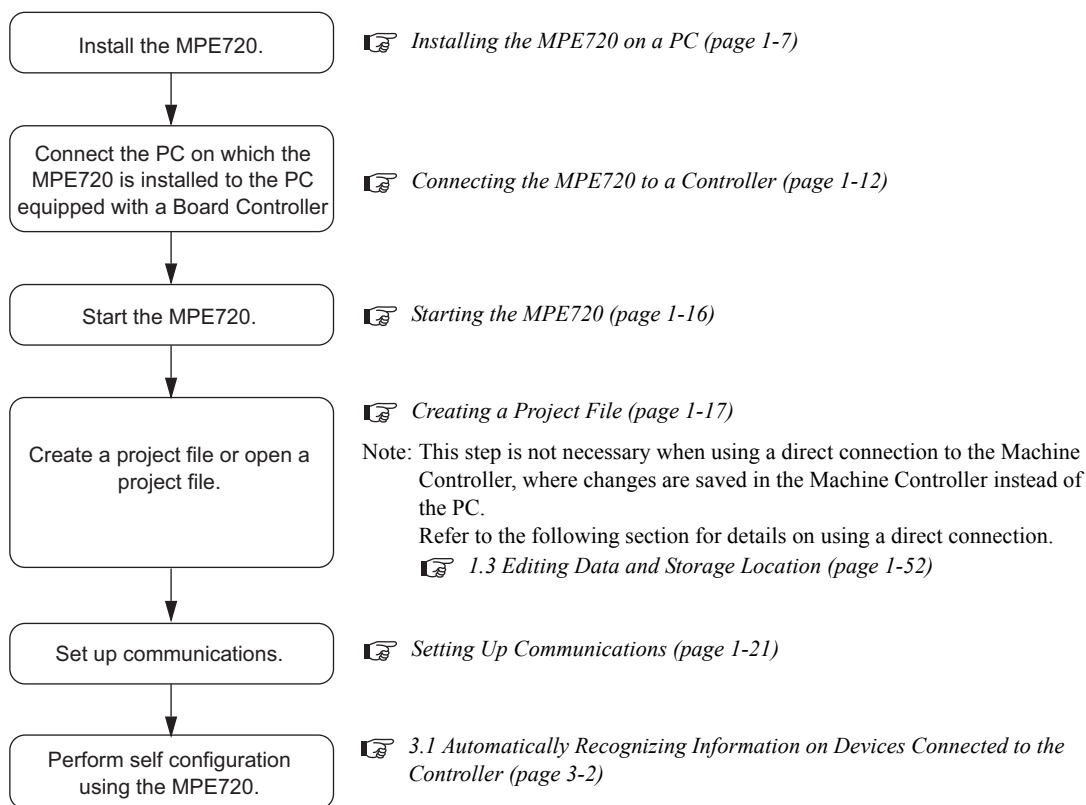 Install the MPE720.
Installing the MPE720 on a PC (page 1-7)
Connect the PC on which the
MPE720 is installed to the PC
equipped with a Board Controller
Connecting the MPE720 to a Controller (page 1-12)
Start the MPE720.
Starting the MPE720 (page 1-16)
Create a project file or open a
project file.
Creating a Project File (page 1-17)
Note: This step is not necessary when using a direct connection to the Machine
Controller, where changes are saved in the Machine Controller instead of
the PC.
Refer to the following section for details on using a direct connection.
1.3 Editing Data and Storage Location (page 1-52)
Set up communications.
Setting Up Communications (page 1-21)
Perform self configuration
using the MPE720.
3.1 Automatically Recognizing Information on Devices Connected to the
Controller (page 3-2)